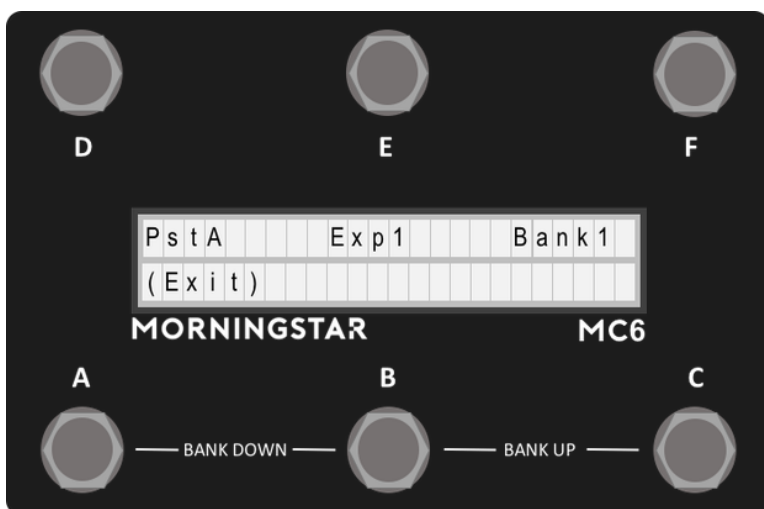 D E F
PstA Exp1 Bank1
(Exit)
MORNINGSTAR MC6
A B C
BANK DOWN BANK UP